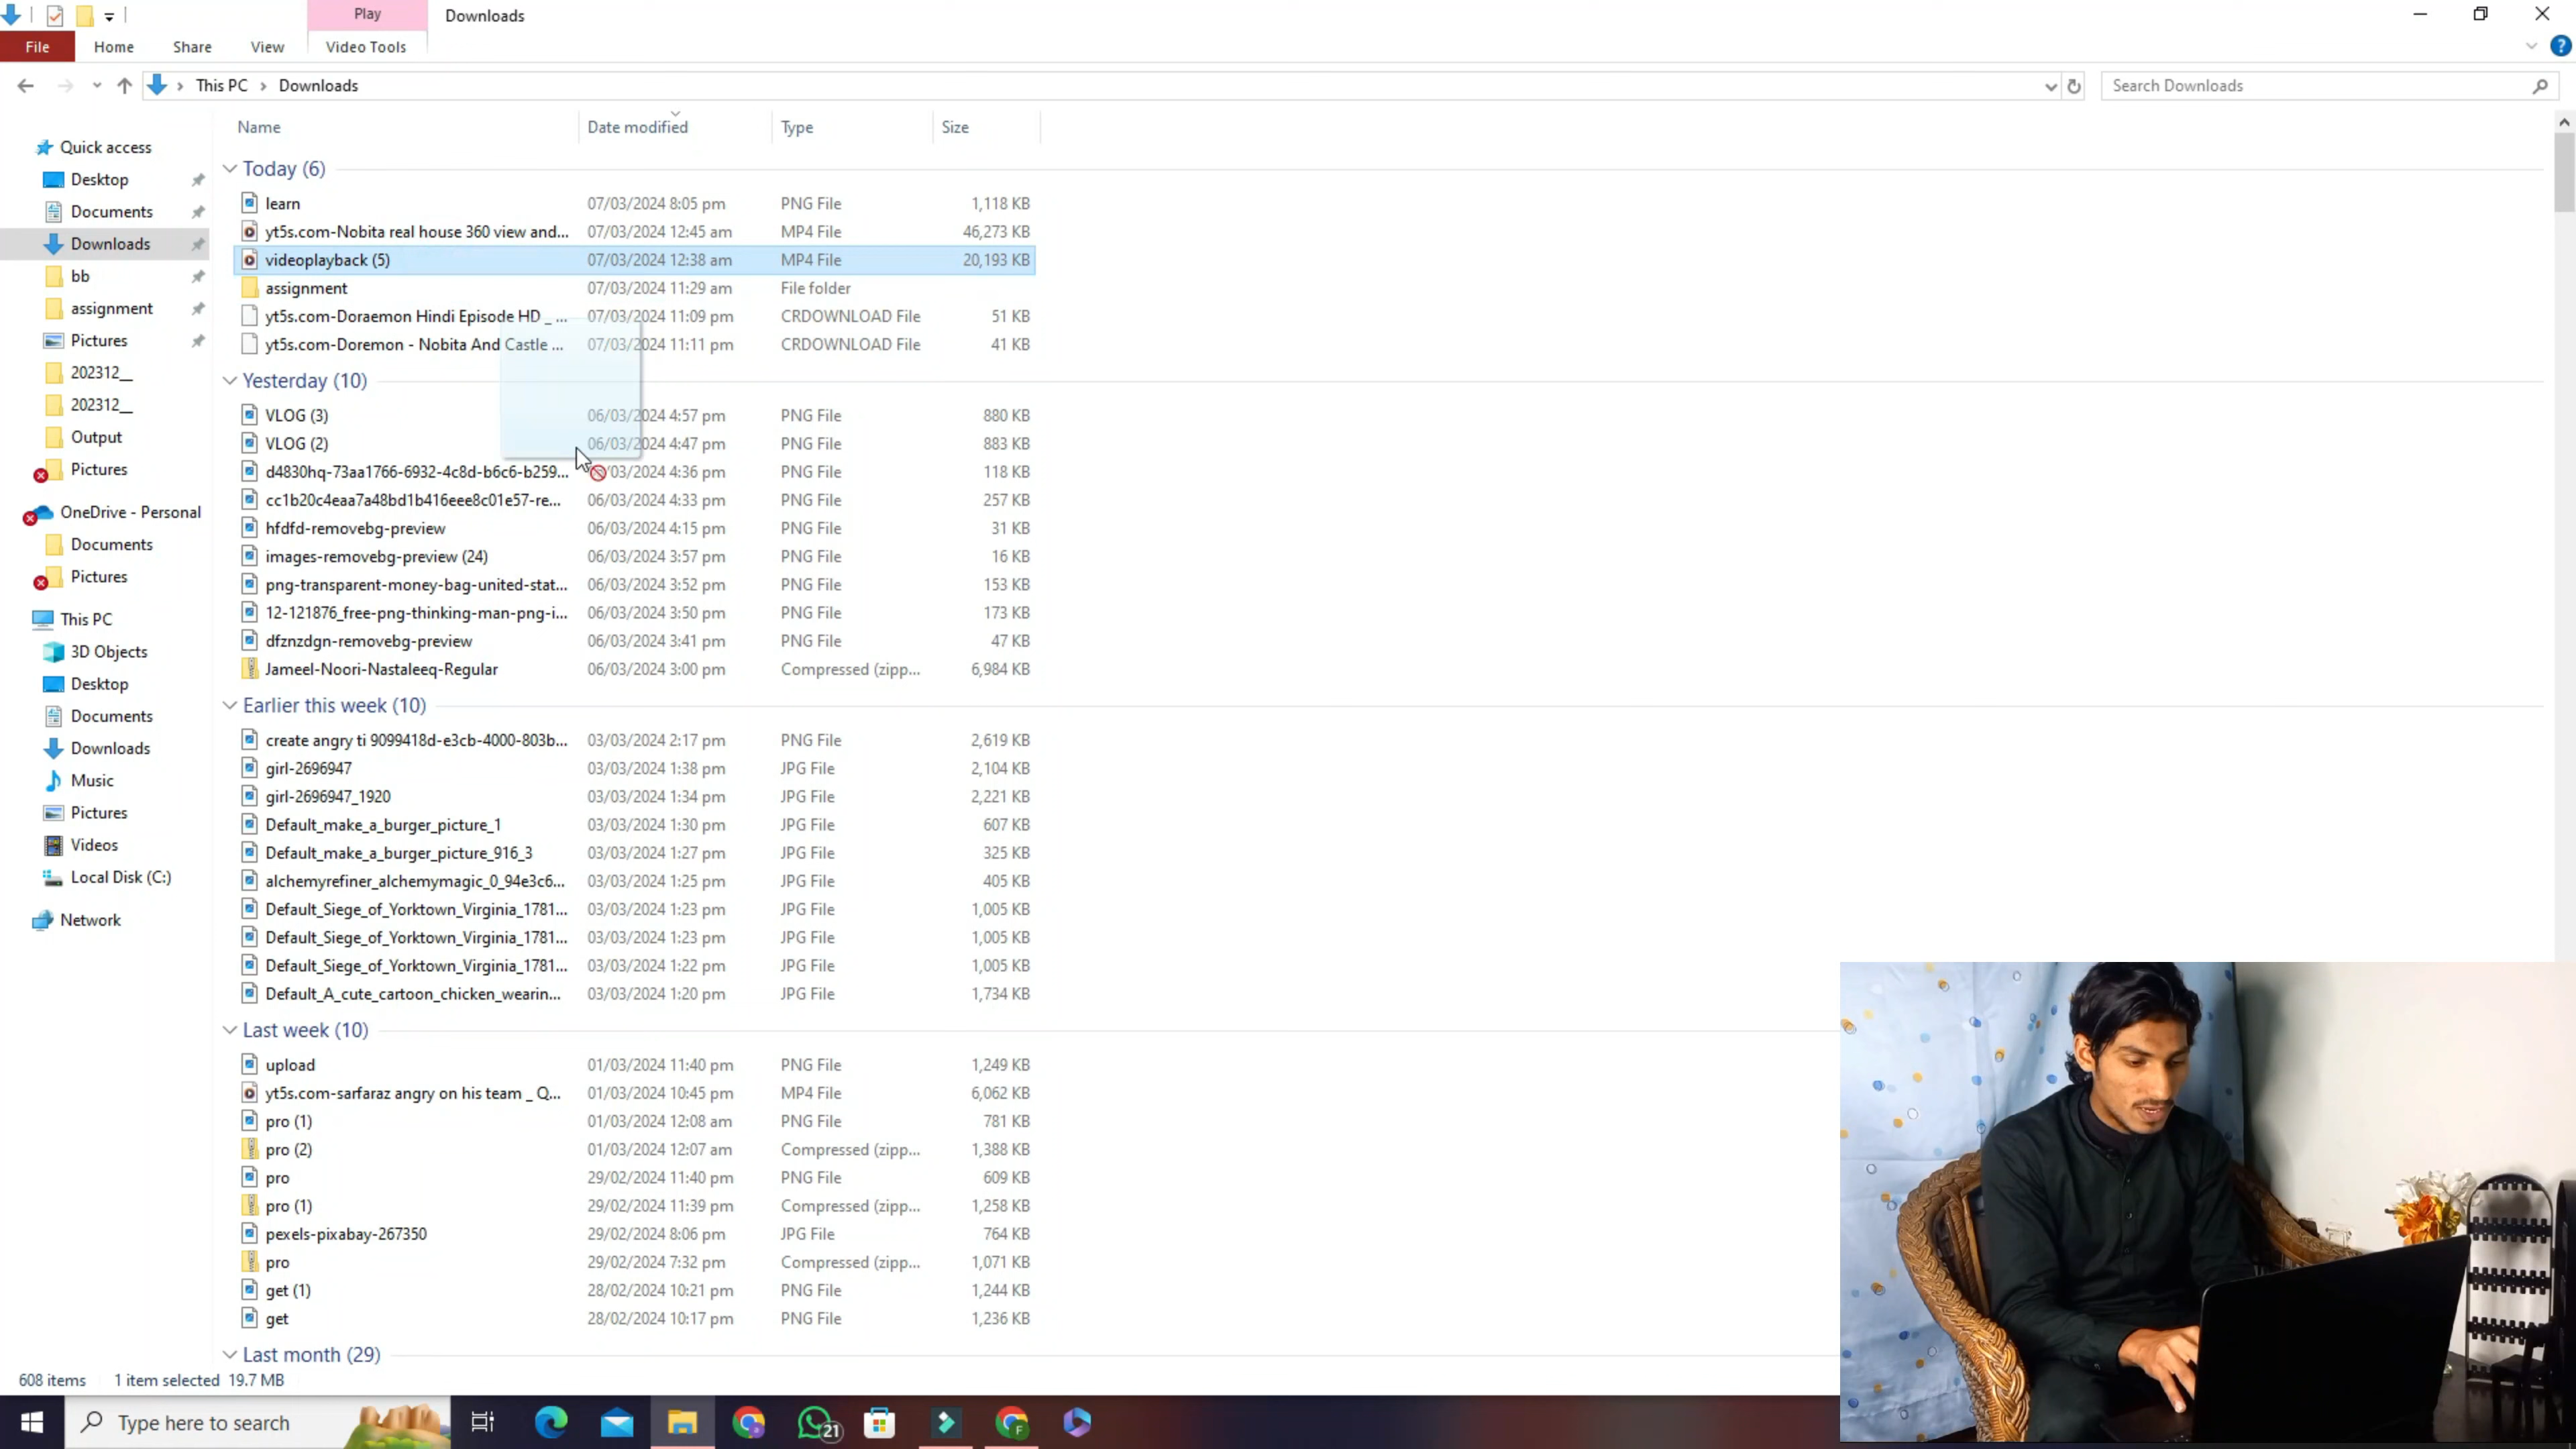 Play
Downloads
File
Home
Share
View
Video Tools
This PC
Downloads
Search Downloads
Name
Date modified
Type
Size
Quick access
Desktop
Documents
Downloads
bb
assignment
Pictures
202312__
202312__
Output
Pictures
OneDrive - Personal
Documents
Pictures
This PC
3D Objects
Desktop
Documents
Downloads
Music
Pictures
Videos
Local Disk (C:)
Network
Today (6)
learn 07/03/2024 8:05 pm PNG File 1,118 KB
yt5s.com-Nobita real house 360 view and... 07/03/2024 12:45 am MP4 File 46,273 KB
videoplayback (5) 07/03/2024 12:38 am MP4 File 20,193 KB
assignment 07/03/2024 11:29 am File folder
yt5s.com-Doraemon Hindi Episode HD _ ... 07/03/2024 11:09 pm CRDOWNLOAD File 51 KB
yt5s.com-Doremon - Nobita And Castle ... 07/03/2024 11:11 pm CRDOWNLOAD File 41 KB
Yesterday (10)
VLOG (3) 06/03/2024 4:57 pm PNG File 880 KB
VLOG (2) 06/03/2024 4:47 pm PNG File 883 KB
d4830hq-73aa1766-6932-4c8d-b6c6-b259... /03/2024 4:36 pm PNG File 118 KB
cc1b20c4eaa7a48bd1b416eee8c01e57-re... 06/03/2024 4:33 pm PNG File 257 KB
hfdfd-removebg-preview 06/03/2024 4:15 pm PNG File 31 KB
images-removebg-preview (24) 06/03/2024 3:57 pm PNG File 16 KB
png-transparent-money-bag-united-stat... 06/03/2024 3:52 pm PNG File 153 KB
12-121876_free-png-thinking-man-png-i... 06/03/2024 3:50 pm PNG File 173 KB
dfznzdgn-removebg-preview 06/03/2024 3:41 pm PNG File 47 KB
Jameel-Noori-Nastaleeq-Regular 06/03/2024 3:00 pm Compressed (zipp... 6,984 KB
Earlier this week (10)
create angry ti 9099418d-e3cb-4000-803b... 03/03/2024 2:17 pm PNG File 2,619 KB
girl-2696947 03/03/2024 1:38 pm JPG File 2,104 KB
girl-2696947_1920 03/03/2024 1:34 pm JPG File 2,221 KB
Default_make_a_burger_picture_1 03/03/2024 1:30 pm JPG File 607 KB
Default_make_a_burger_picture_916_3 03/03/2024 1:27 pm JPG File 325 KB
alchemyrefiner_alchemymagic_0_94e3c6... 03/03/2024 1:25 pm JPG File 405 KB
Default_Siege_of_Yorktown_Virginia_1781... 03/03/2024 1:23 pm JPG File 1,005 KB
Default_Siege_of_Yorktown_Virginia_1781... 03/03/2024 1:23 pm JPG File 1,005 KB
Default_Siege_of_Yorktown_Virginia_1781... 03/03/2024 1:22 pm JPG File 1,005 KB
Default_A_cute_cartoon_chicken_wearin... 03/03/2024 1:20 pm JPG File 1,734 KB
Last week (10)
upload 01/03/2024 11:40 pm PNG File 1,249 KB
yt5s.com-sarfaraz angry on his team _ Q... 01/03/2024 10:45 pm MP4 File 6,062 KB
pro (1) 01/03/2024 12:08 am PNG File 781 KB
pro (2) 01/03/2024 12:07 am Compressed (zipp... 1,388 KB
pro 29/02/2024 11:40 pm PNG File 609 KB
pro (1) 29/02/2024 11:39 pm Compressed (zipp... 1,258 KB
pexels-pixabay-267350 29/02/2024 8:06 pm JPG File 764 KB
pro 29/02/2024 7:32 pm Compressed (zipp... 1,071 KB
get (1) 28/02/2024 10:21 pm PNG File 1,244 KB
get 28/02/2024 10:17 pm PNG File 1,236 KB
Last month (29)
608 items 1 item selected 19.7 MB
Type here to search
21
F